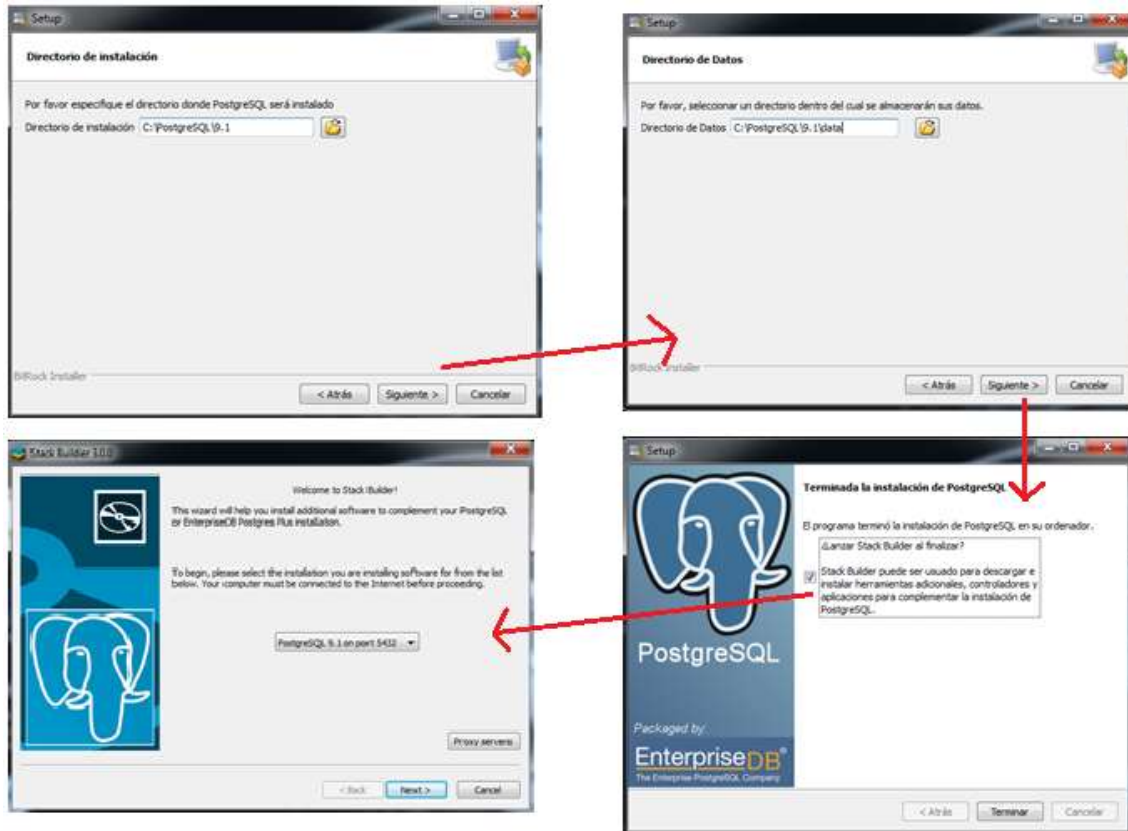 Setup
Directorio de instalación
Por favor especifique el directorio donde PostgreSQL será instalado
Directorio de instalación C:\PostgreSQL\9.1
BitRock Installer
< Atrás Siguiente > Cancelar
Setup
Directorio de Datos
Por favor, seleccionar un directorio dentro del cual se almacenarán sus datos.
Directorio de Datos C:\PostgreSQL\9.1\data
BitRock Installer
< Atrás Siguiente > Cancelar
Setup
Terminada la instalación de PostgreSQL
El programa terminó la instalación de PostgreSQL en su ordenador.
¿Lanzar Stack Builder al finalizar?
Stack Builder puede ser usado para descargar e
instalar herramientas adicionales, controladores y
aplicaciones para complementar la instalación de
PostgreSQL.
PostgreSQL
Packaged by:
EnterpriseDB
The Enterprise PostgreSQL Company
< Atrás Terminar Cancelar
Stack Builder 3.0.0
Welcome to Stack Builder!
This wizard will help you install additional software to complement your PostgreSQL
or EnterpriseDB Postgres Plus installation.
To begin, please select the installation you are installing software for from the list
below. Your computer must be connected to the Internet before proceeding.
PostgreSQL 9.1 on port 5432
Proxy servers
< Back Next > Cancel